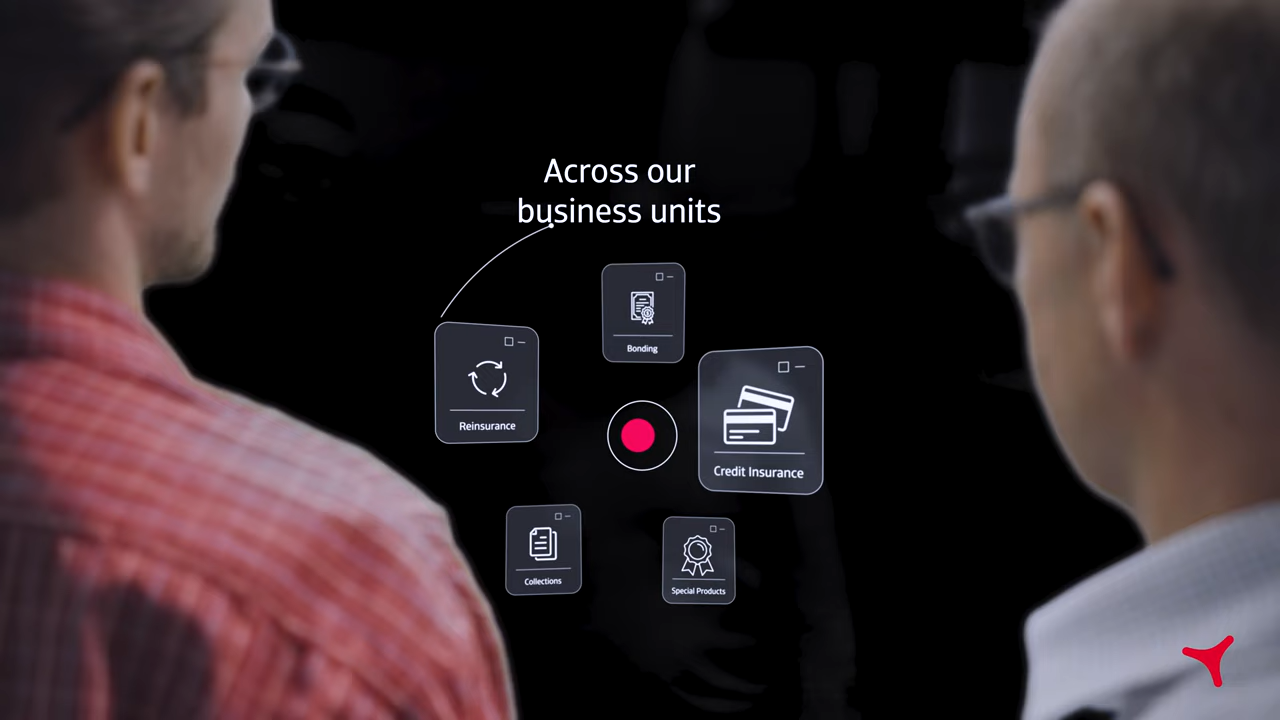 Across our
business units
Bonding
Reinsurance
Credit Insurance
Collections
Special Products